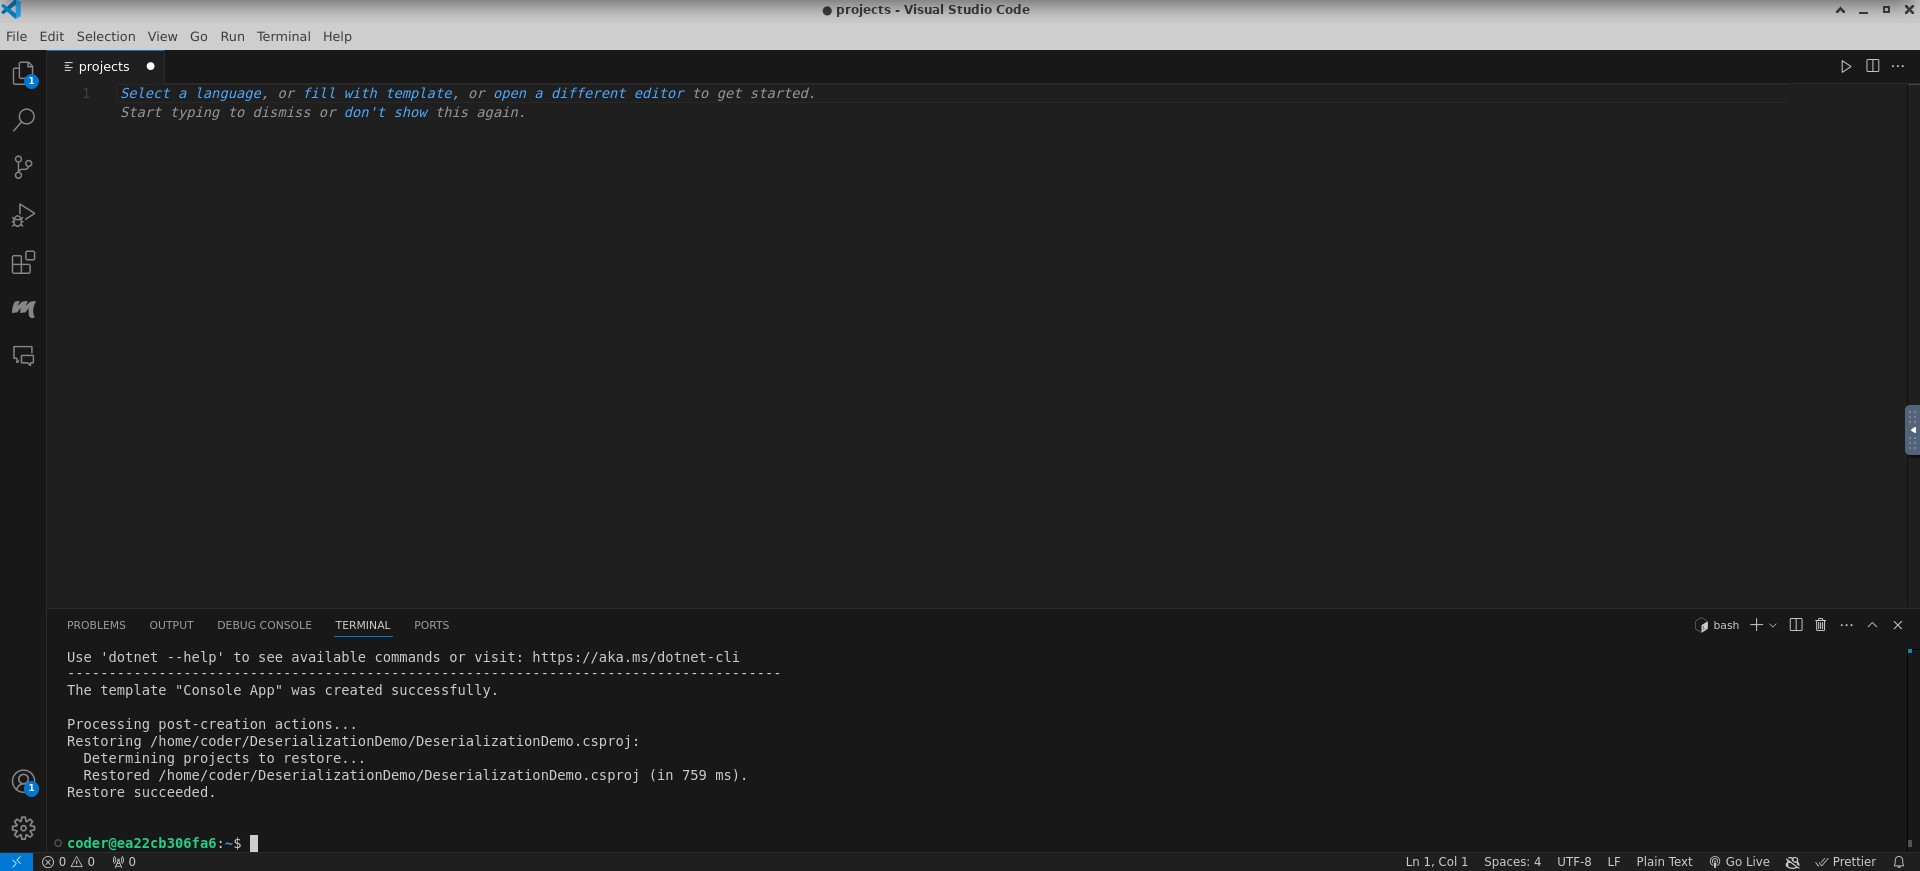 ● projects - Visual Studio Code
File Edit Selection View Go Run Terminal Help
1
projects
1 Select a language, or fill with template, or open a different editor to get started.
Start typing to dismiss or don't show this again.
PROBLEMS OUTPUT DEBUG CONSOLE TERMINAL PORTS
bash
Use 'dotnet --help' to see available commands or visit: https://aka.ms/dotnet-cli
--------------------------------------------------------------------------------------
The template "Console App" was created successfully.
Processing post-creation actions...
Restoring /home/coder/DeserializationDemo/DeserializationDemo.csproj:
Determining projects to restore...
Restored /home/coder/DeserializationDemo/DeserializationDemo.csproj (in 759 ms).
Restore succeeded.
1
coder@ea22cb306fa6:~$
0 0 0
Ln 1, Col 1 Spaces: 4 UTF-8 LF Plain Text Go Live Prettier